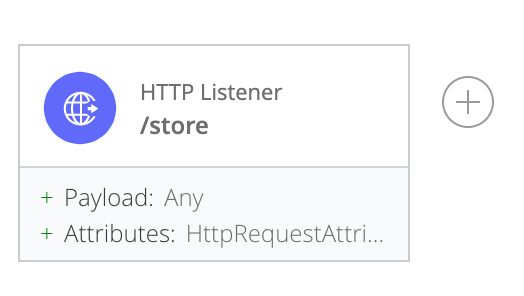 HTTP Listener
/store
+ Payload: Any
+ Attributes: HttpRequestAttri...